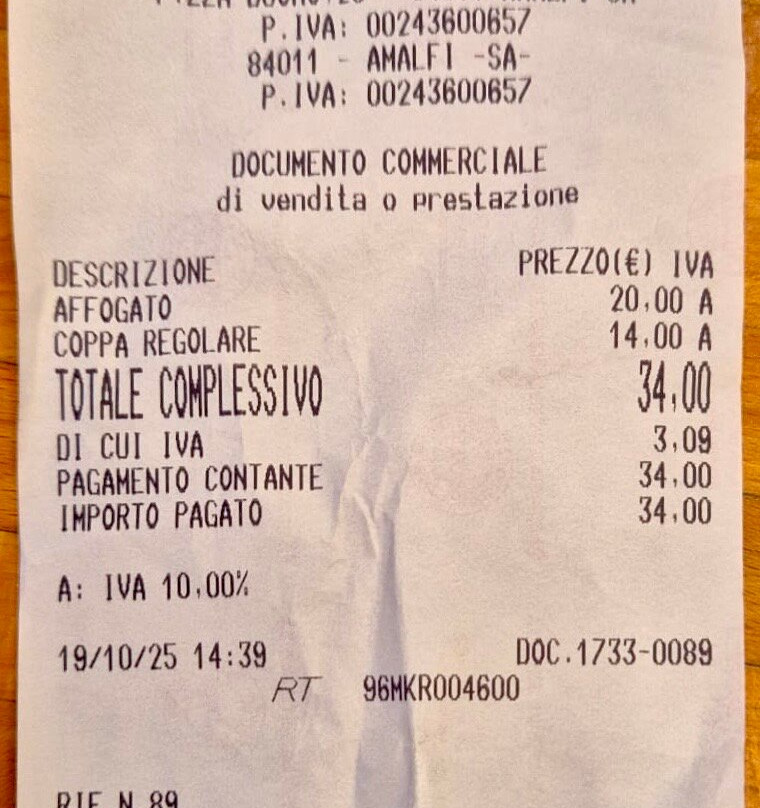 P.IVA: 00243600657
84011 - AMALFI -SA-
P.IVA: 00243600657
DOCUMENTO COMMERCIALE
di vendita o prestazione
DESCRIZIONE PREZZO(€) IVA
AFFOGATO 20,00 A
COPPA REGOLARE 14,00 A
TOTALE COMPLESSIVO 34,00
DI CUI IVA 3,09
PAGAMENTO CONTANTE 34,00
IMPORTO PAGATO 34,00
A: IVA 10,00%
19/10/25 14:39 DOC.1733-0089
RT 96MKR004600
RIF N 89